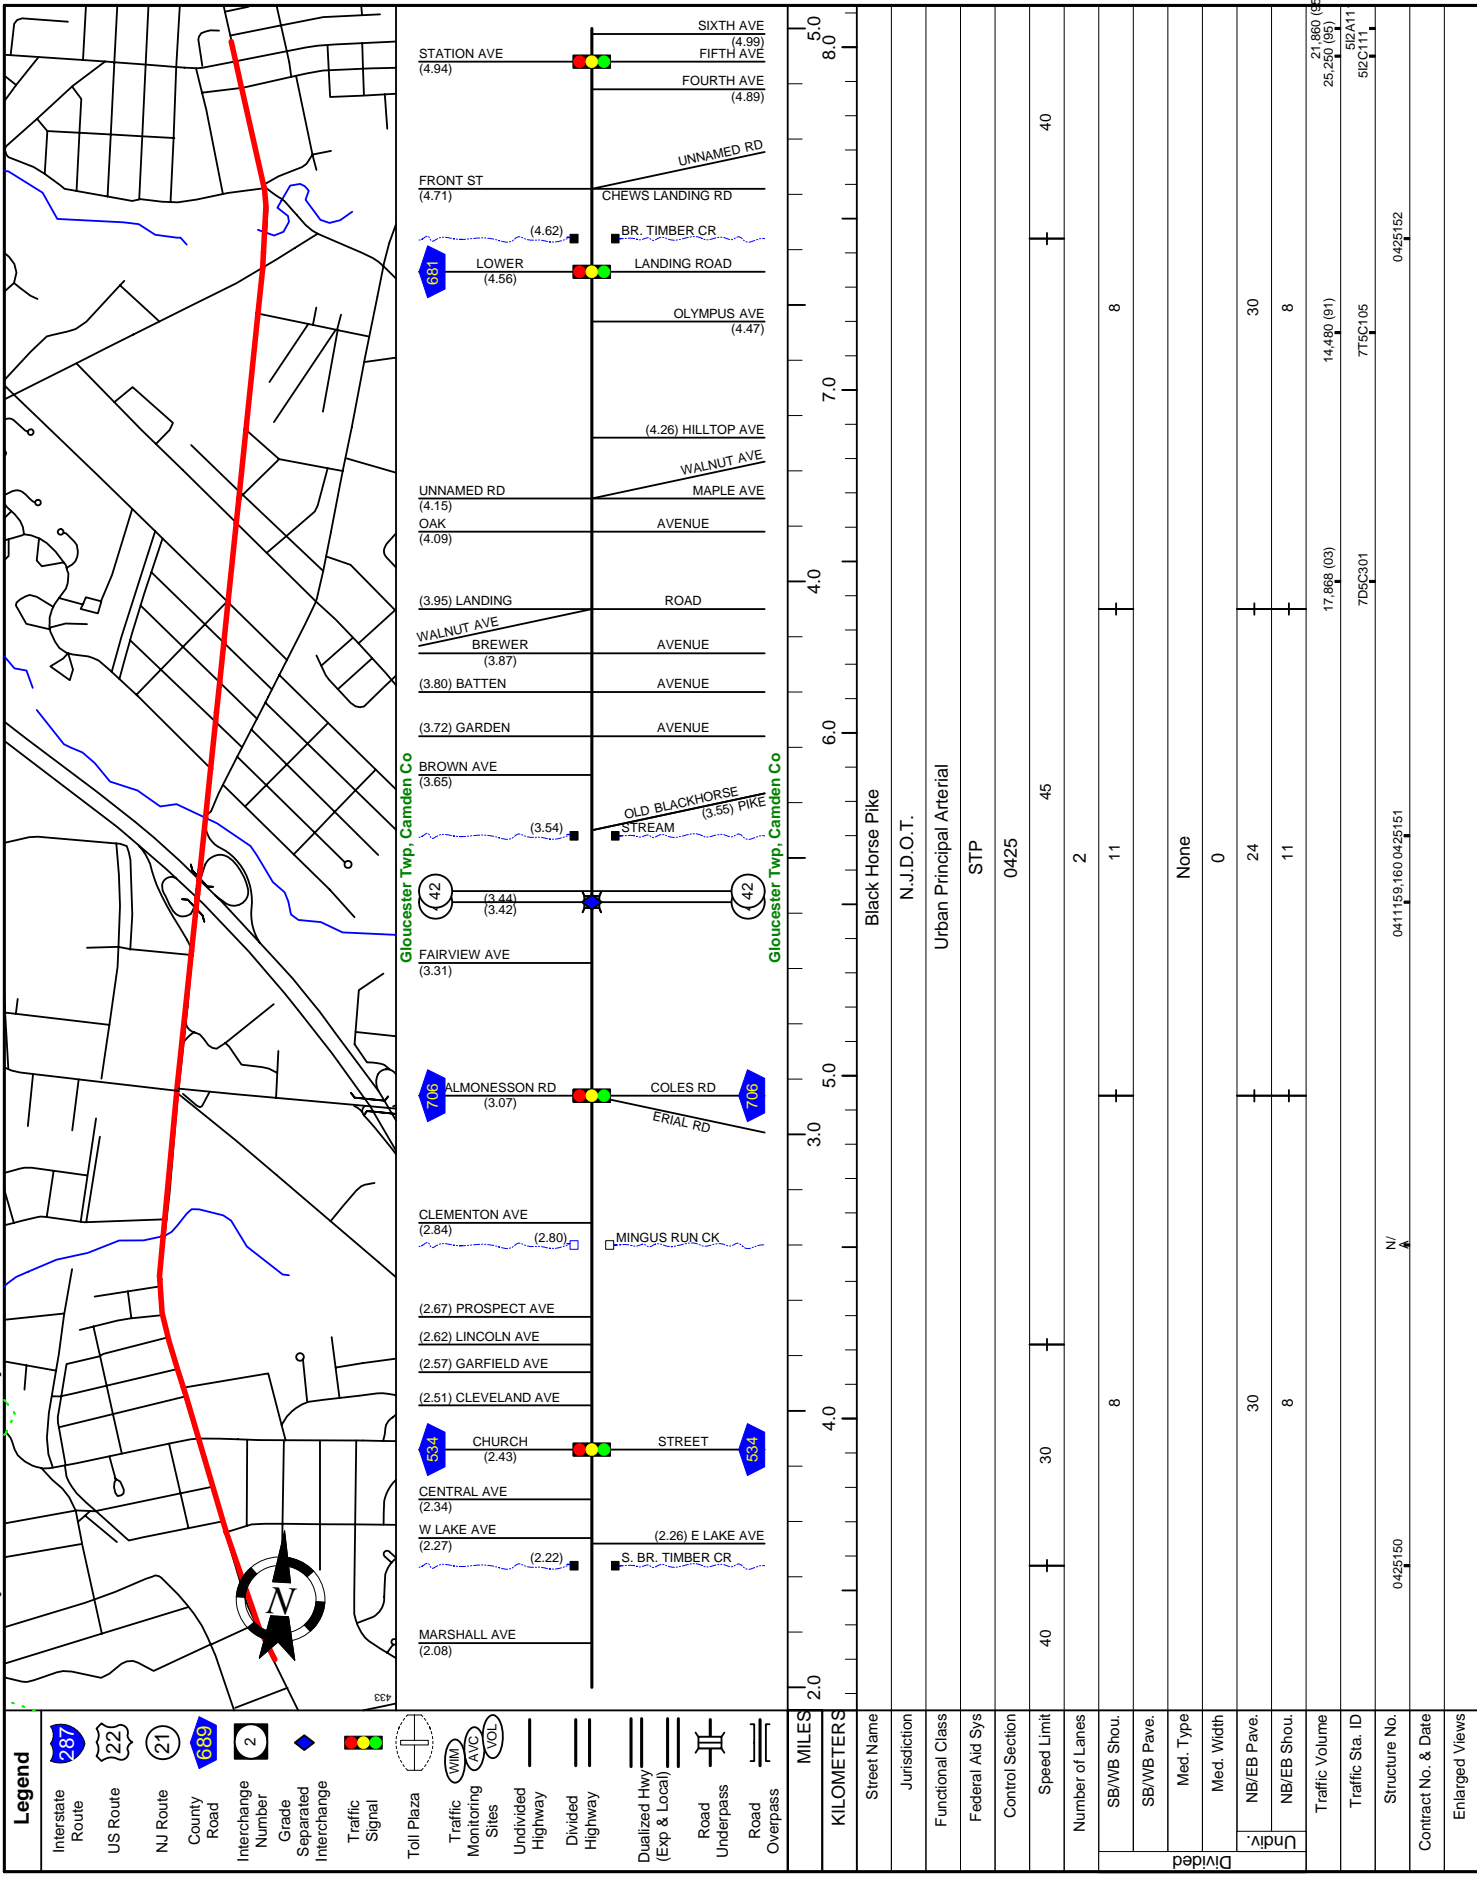 SIXTH AVE
(4.99)
STATION AVE
(4.94)
FIFTH AVE
FOURTH AVE
(4.89)
UNNAMED RD
FRONT ST
(4.71)
CHEWS LANDING RD
(4.62)
BR. TIMBER CR
681
LOWER
(4.56)
LANDING ROAD
OLYMPUS AVE
(4.47)
(4.26) HILLTOP AVE
WALNUT AVE
UNNAMED RD
(4.15)
MAPLE AVE
OAK
(4.09)
AVENUE
(3.95) LANDING
ROAD
WALNUT AVE
BREWER
(3.87)
AVENUE
(3.80) BATTEN
AVENUE
(3.72) GARDEN
AVENUE
BROWN AVE
(3.65)
OLD BLACKHORSE
(3.55) PIKE
(3.54)
STREAM
Gloucester Twp, Camden Co
Gloucester Twp, Camden Co
42
(3.44)
(3.42)
42
FAIRVIEW AVE
(3.31)
706
ALMONESSON RD
(3.07)
COLES RD
706
ERIAL RD
CLEMENTON AVE
(2.84)
(2.80)
MINGUS RUN CK
(2.67) PROSPECT AVE
(2.62) LINCOLN AVE
(2.57) GARFIELD AVE
(2.51) CLEVELAND AVE
534
CHURCH
(2.43)
STREET
534
CENTRAL AVE
(2.34)
W LAKE AVE
(2.27)
(2.26) E LAKE AVE
(2.22)
S. BR. TIMBER CR
MARSHALL AVE
(2.08)
N
433
Legend
287
Interstate
Route
22
US Route
21
NJ Route
689
County
Road
2
Interchange
Number
Grade
Separated
Interchange
Traffic
Signal
Toll Plaza
WIM
AVC
VOL
Traffic
Monitoring
Sites
Undivided
Highway
Divided
Highway
Dualized Hwy
(Exp & Local)
Road
Underpass
Road
Overpass
MILES
2.0
3.0
4.0
5.0
KILOMETERS
4.0
5.0
6.0
7.0
8.0
Street Name
Black Horse Pike
Jurisdiction
N.J.D.O.T.
Functional Class
Urban Principal Arterial
Federal Aid Sys
STP
Control Section
0425
Speed Limit
40
30
45
40
Number of Lanes
2
Divided
SB/WB Shou.
8
11
8
SB/WB Pave.
Med. Type
None
Med. Width
0
Undiv.
NB/EB Pave.
30
24
30
NB/EB Shou.
8
11
8
Traffic Volume
17,868 (03)
14,480 (91)
25,250 (95)
Traffic Sta. ID
7D5C301
7T5C105
5I2C111
Structure No.
0425150
N/
0411159,160
0425151
0425152
Contract No. & Date
Enlarged Views